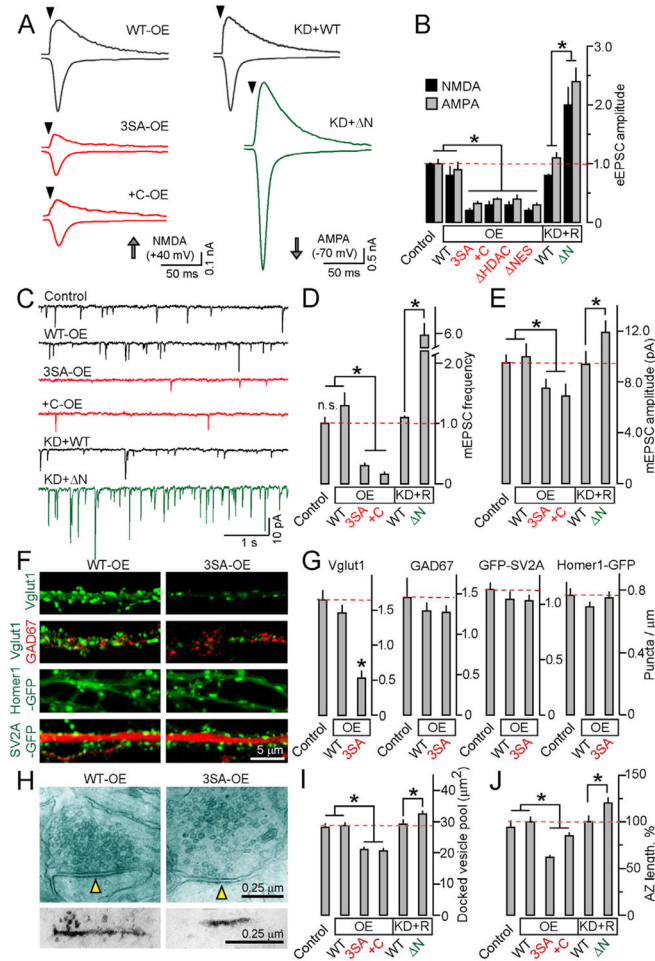 A
WT-OE
KD+WT
3SA-OE
KD+ΔN
+C-OE
NMDA
(+40 mV)
50 ms
0.1 nA
AMPA
(-70 mV)
50 ms
0.5 nA
B
NMDA
AMPA
*
*
3.0
2.0
1.0
0
eEPSC amplitude
Control
WT
3SA
+C
ΔHDAC
ΔNES
WT
ΔN
OE
KD+R
C
Control
WT-OE
3SA-OE
+C-OE
KD+WT
KD+ΔN
1 s
10 pA
D
n.s.
*
*
6.0
2.0
1.0
0
mEPSC frequency
Control
WT
3SA
+C
WT
ΔN
OE
KD+R
E
*
*
12.0
8.0
4.0
0
mEPSC amplitude (pA)
Control
OE
KD+R
WT
3SA
+C
WT
ΔN
F
WT-OE
3SA-OE
Vglut1
Vglut1
GAD67
Homer1
-GFP
SV2A
-GFP
5 μm
G
Vglut1
GAD67
GFP-SV2A
Homer1-GFP
*
1.5
1.0
0.5
0
1.5
1.0
0.5
0
1.0
0.5
0
0.8
0.4
0
Puncta / μm
Control
OE
WT
3SA
Control
OE
WT
3SA
Control
OE
WT
3SA
Control
OE
WT
3SA
H
WT-OE
3SA-OE
0.25 μm
0.25 μm
I
*
*
40
30
20
10
0
Docked vesicle pool (μm²)
Control
WT
3SA
+C
WT
ΔN
OE
KD+R
J
*
*
100
50
0
AZ length, %
Control
WT
3SA
+C
WT
ΔN
OE
KD+R